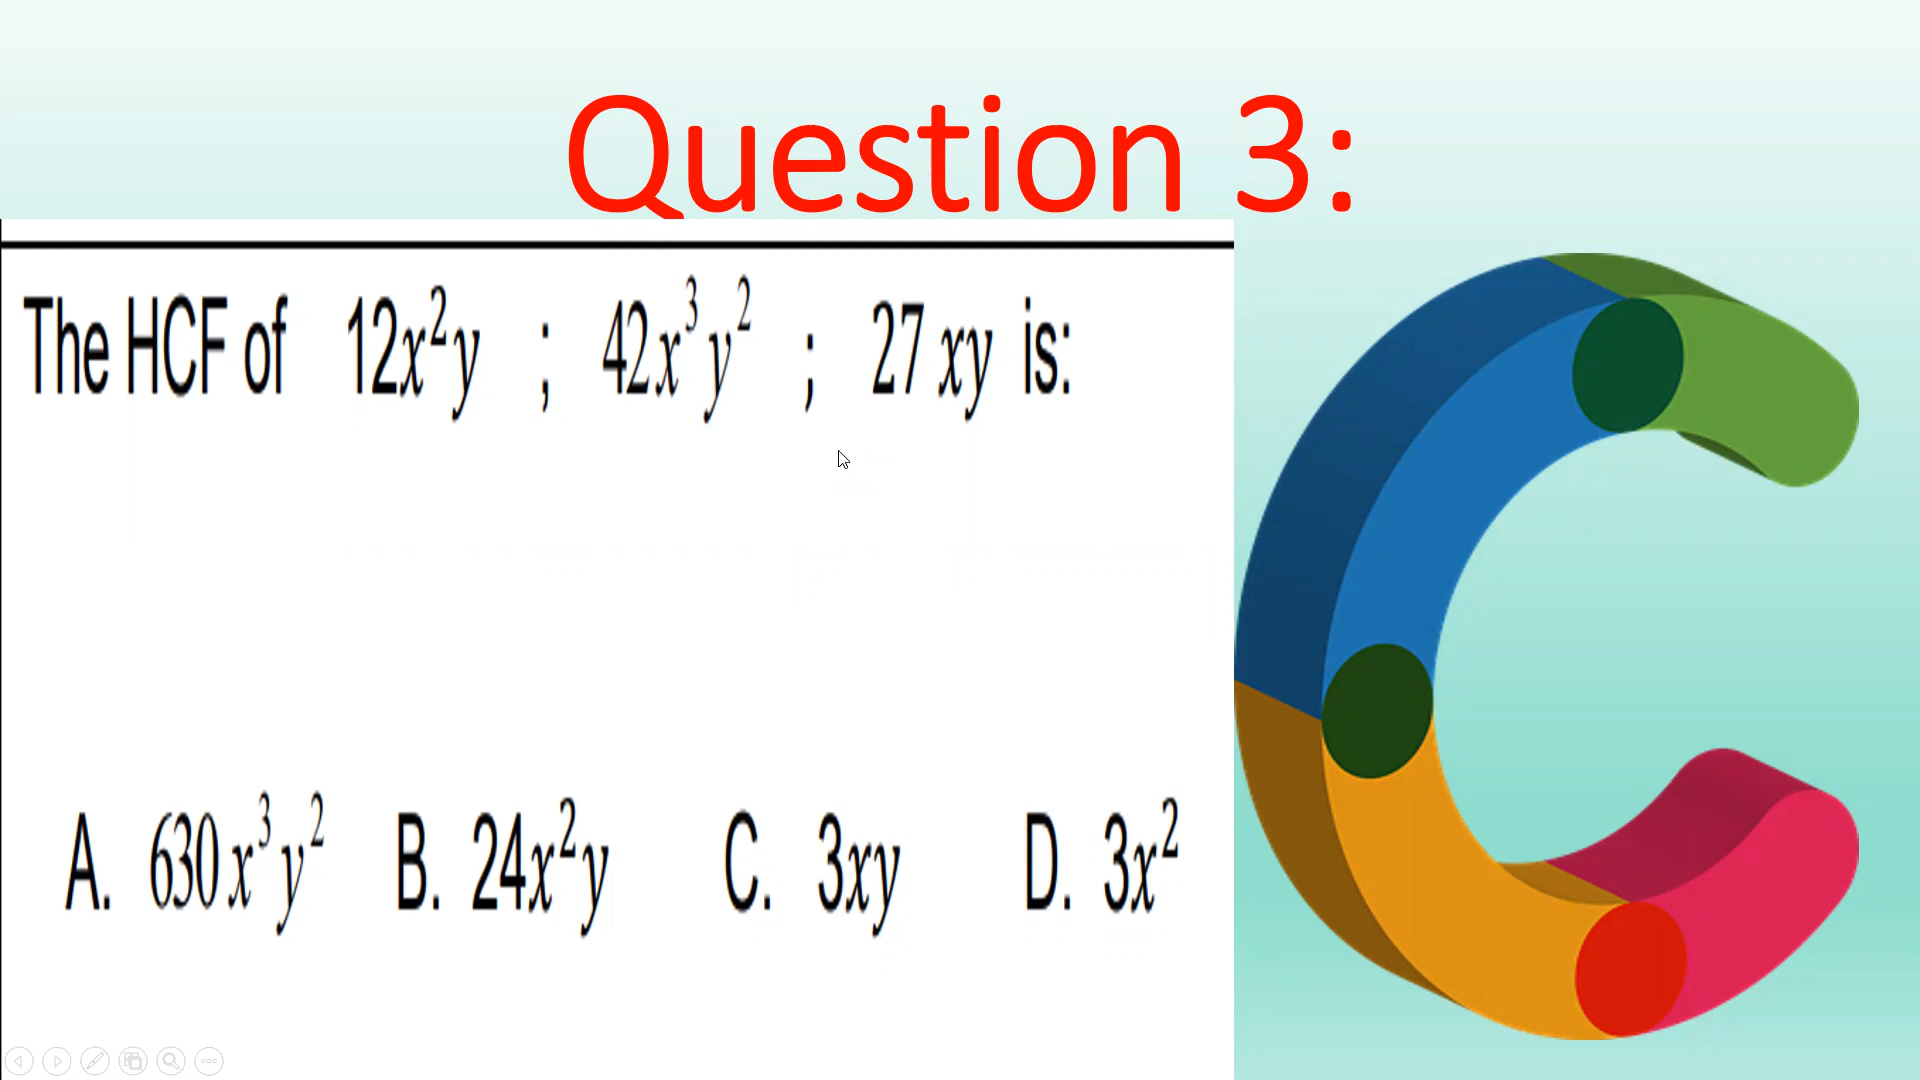 Question 3:
The HCF of 12x²y ; 42x³y² ; 27xy is:
A. 630x³y² B. 24x²y C. 3xy D. 3x²
C